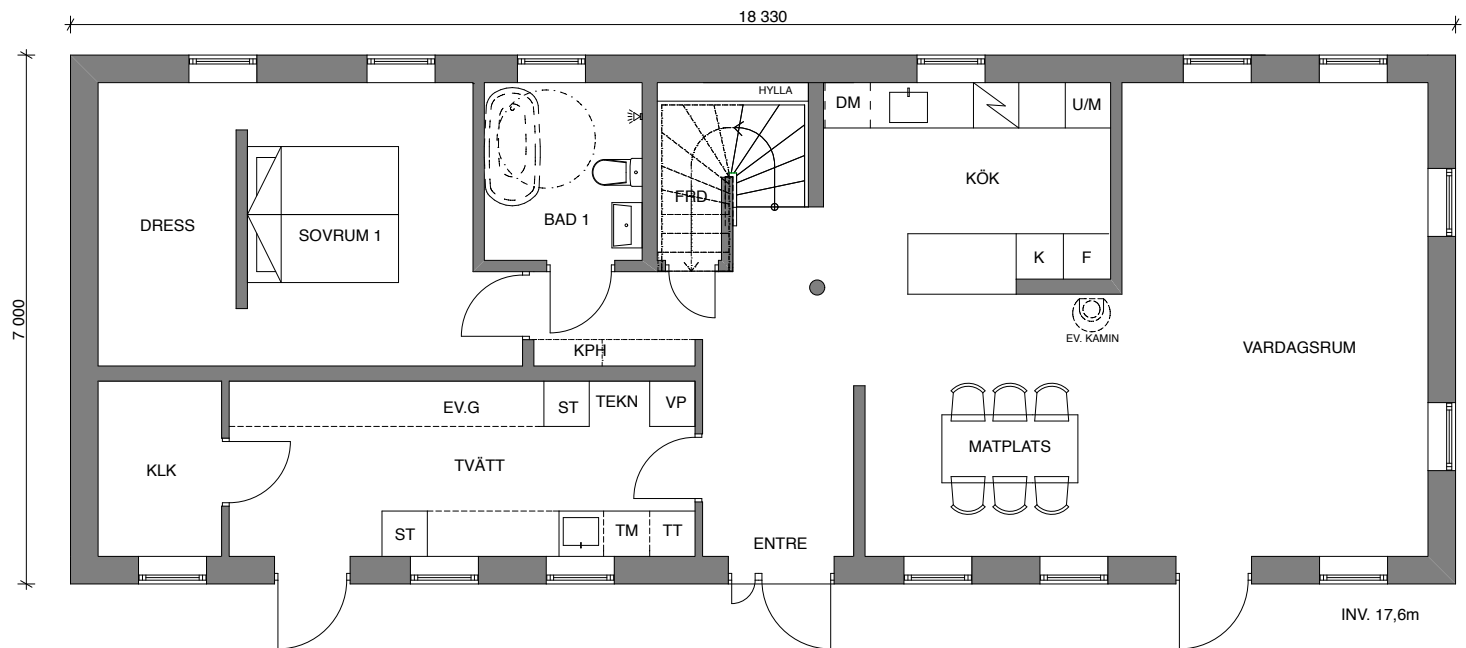 18 330
7 000
HYLLA
DM
U/M
KÖK
FRD
DRESS
SOVRUM 1
BAD 1
K
F
EV. KAMIN
VARDAGSRUM
KPH
EV.G
ST
TEKN
VP
KLK
TVÄTT
MATPLATS
ST
TM
TT
ENTRE
INV. 17,6m